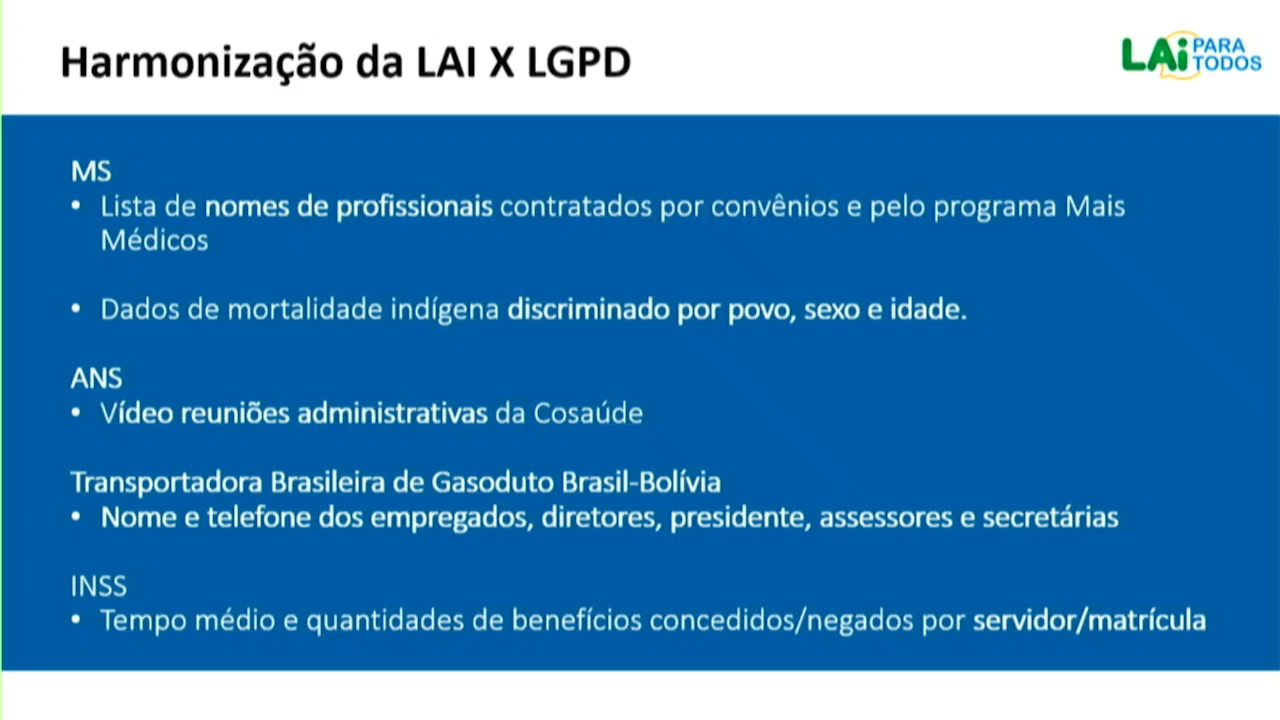 Harmonização da LAI X LGPD
LAi PARA TODOS
MS
• Lista de nomes de profissionais contratados por convênios e pelo programa Mais
Médicos
• Dados de mortalidade indígena discriminado por povo, sexo e idade.
ANS
• Vídeo reuniões administrativas da Cosaúde
Transportadora Brasileira de Gasoduto Brasil-Bolívia
• Nome e telefone dos empregados, diretores, presidente, assessores e secretárias
INSS
• Tempo médio e quantidades de benefícios concedidos/negados por servidor/matrícula